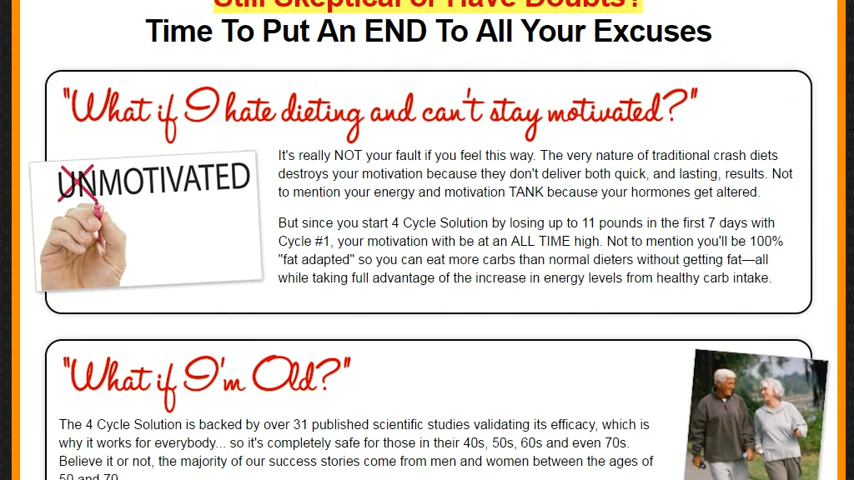 Still Skeptical or Have Doubts?
Time To Put An END To All Your Excuses
"What if I hate dieting and can't stay motivated?"
UNMOTIVATED
It's really NOT your fault if you feel this way. The very nature of traditional crash diets
destroys your motivation because they don't deliver both quick, and lasting, results. Not
to mention your energy and motivation TANK because your hormones get altered.
But since you start 4 Cycle Solution by losing up to 11 pounds in the first 7 days with
Cycle #1, your motivation with be at an ALL TIME high. Not to mention you'll be 100%
"fat adapted" so you can eat more carbs than normal dieters without getting fat—all
while taking full advantage of the increase in energy levels from healthy carb intake.
"What if I'm Old?"
The 4 Cycle Solution is backed by over 31 published scientific studies validating its efficacy, which is
why it works for everybody... so it's completely safe for those in their 40s, 50s, 60s and even 70s.
Believe it or not, the majority of our success stories come from men and women between the ages of
50 and 70